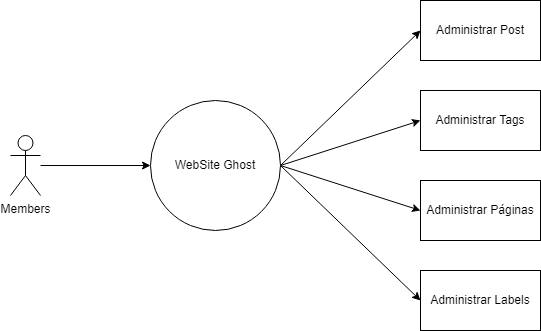 Administrar Post
Administrar Tags
WebSite Ghost
Members
Administrar Páginas
Administrar Labels